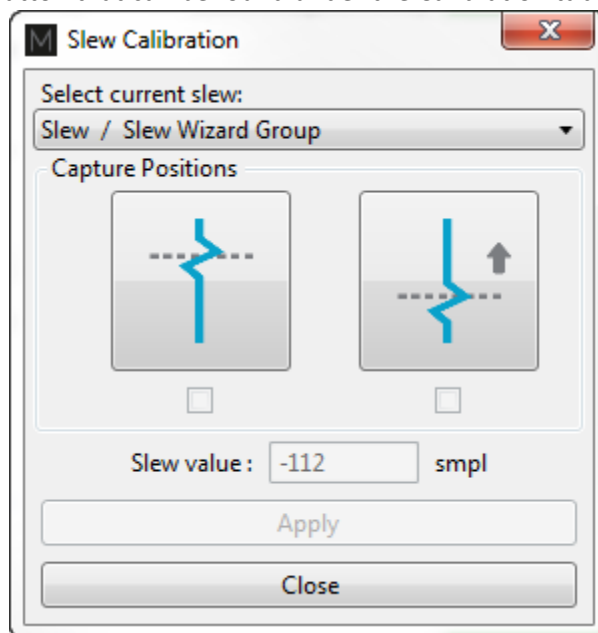 M Slew Calibration
Select current slew:
Slew / Slew Wizard Group
Capture Positions
Slew value : -112 smpl
Apply
Close